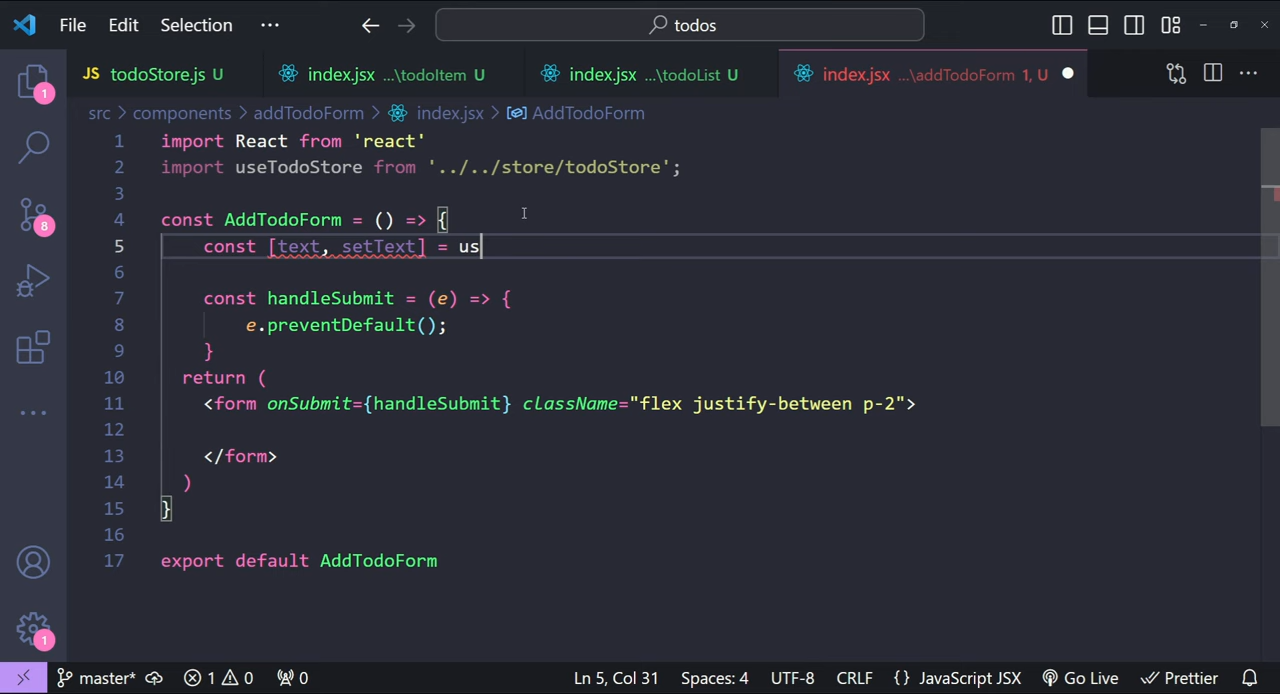 File Edit Selection ··· todos
JS todoStore.js U index.jsx ...\todoItem U index.jsx ...\todoList U index.jsx ...\addTodoForm 1, U
src > components > addTodoForm > index.jsx > AddTodoForm
1 import React from 'react'
2 import useTodoStore from '../../store/todoStore';
3
4 const AddTodoForm = () => {
5 const [text, setText] = us
6
7 const handleSubmit = (e) => {
8 e.preventDefault();
9 }
10 return (
11 <form onSubmit={handleSubmit} className="flex justify-between p-2">
12
13 </form>
14 )
15 }
16
17 export default AddTodoForm
1
8
1
master* 1 0 0 Ln 5, Col 31 Spaces: 4 UTF-8 CRLF {} JavaScript JSX Go Live Prettier